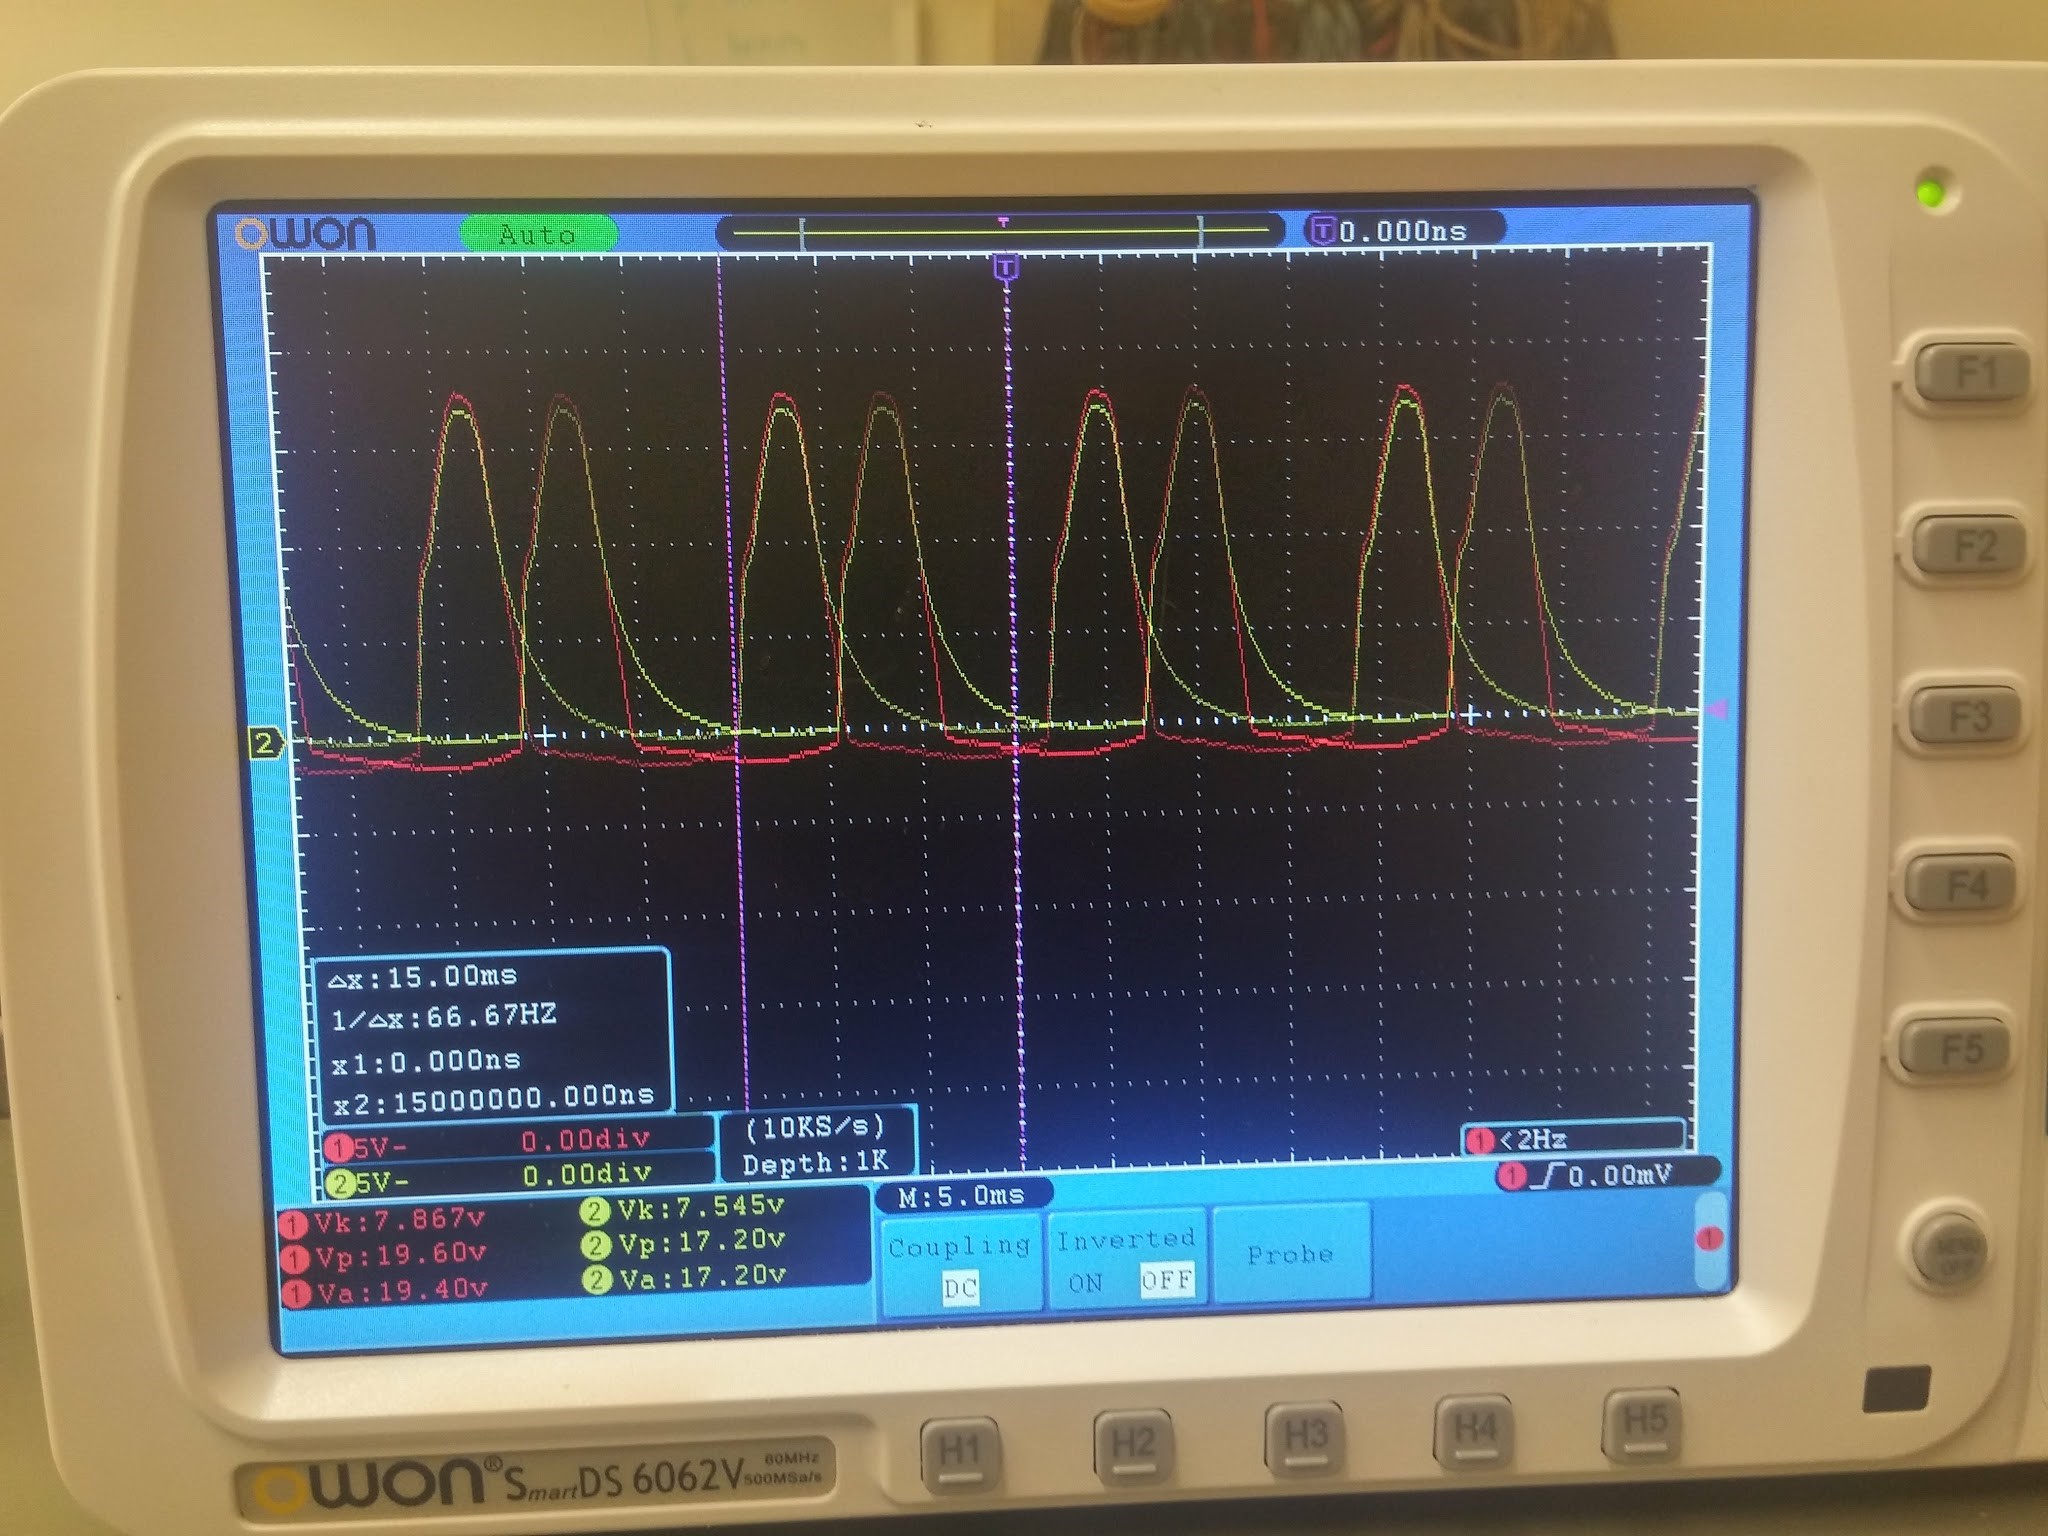 owon
Auto
T
T 0.000ns
T
2
△x:15.00ms
1/△x:66.67HZ
x1:0.000ns
x2:15000000.000ns
1 5V- 0.00div
2 5V- 0.00div
(10KS/s)
Depth:1K
1 <2Hz
1 0.00mV
M:5.0ms
1 Vk:7.867v
1 Vp:19.60v
1 Va:19.40v
2 Vk:7.545v
2 Vp:17.20v
2 Va:17.20v
Coupling
DC
Inverted
ON OFF
Probe
1
F1
F2
F3
F4
F5
MENU
OFF
H1
H2
H3
H4
H5
owon® SmartDS 6062V 60MHz
500MSa/s